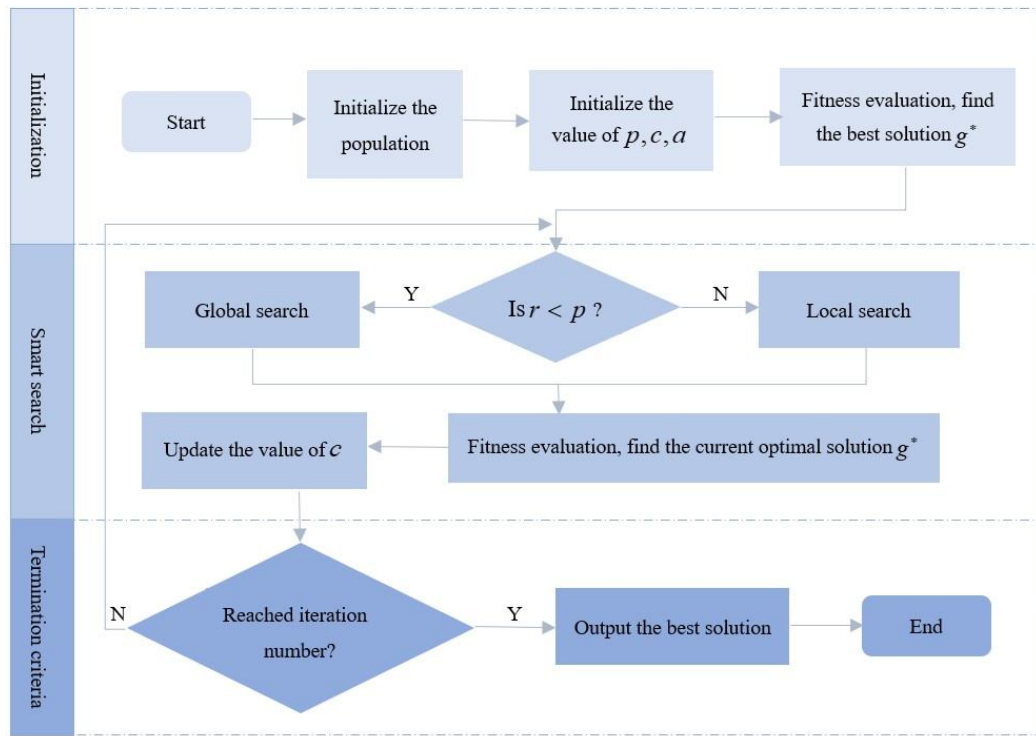 Initialization
Start
Initialize the
population
Initialize the
value of p, c, a
Fitness evaluation, find
the best solution g*
Smart search
Global search
Y
Is r < p ?
N
Local search
Update the value of c
Fitness evaluation, find the current optimal solution g*
Termination criteria
N
Reached iteration
number?
Y
Output the best solution
End